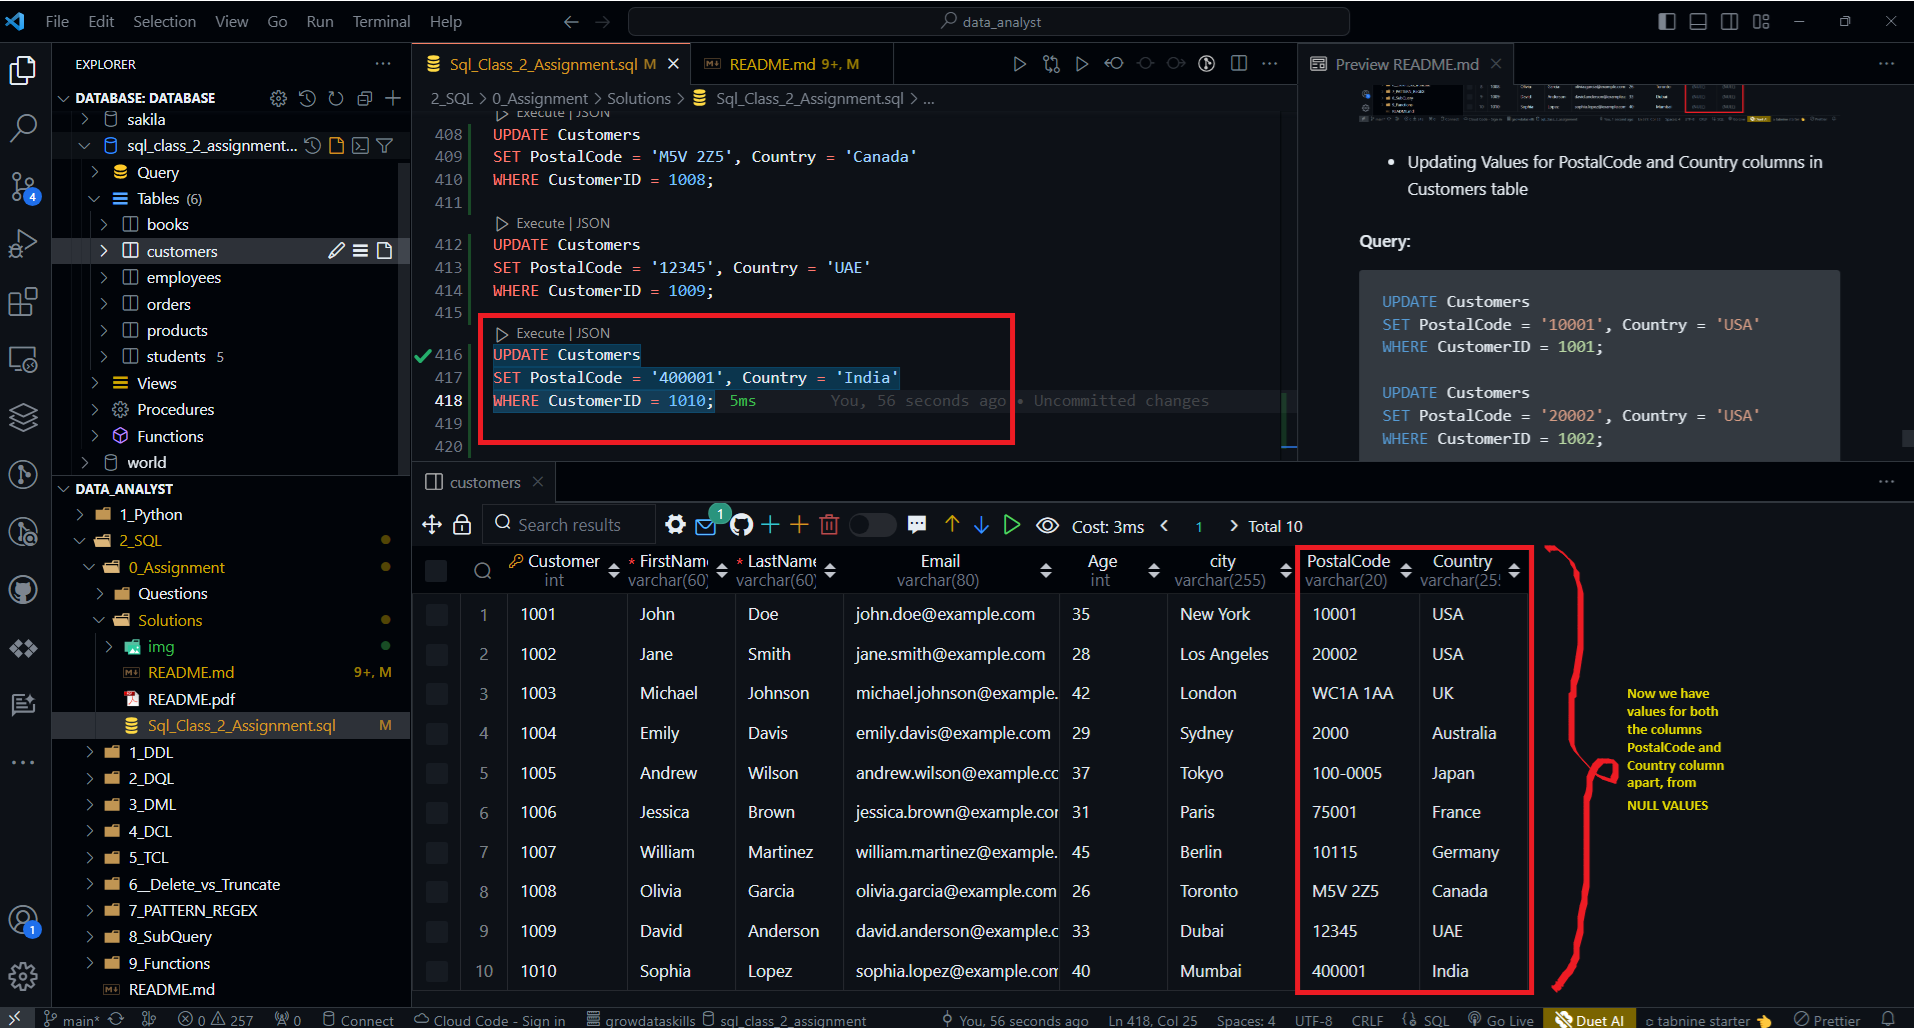 File Edit Selection View Go Run Terminal Help
data_analyst
EXPLORER
DATABASE: DATABASE
sakila
sql_class_2_assignment...
Query
Tables (6)
books
customers
employees
orders
products
students 5
Views
Procedures
Functions
world
DATA_ANALYST
1_Python
2_SQL
0_Assignment
Questions
Solutions
img
README.md 9+, M
README.pdf
Sql_Class_2_Assignment.sql M
1_DDL
2_DQL
3_DML
4_DCL
5_TCL
6__Delete_vs_Truncate
7_PATTERN_REGEX
8_SubQuery
9_Functions
README.md
4
1
Sql_Class_2_Assignment.sql M
README.md 9+, M
2_SQL > 0_Assignment > Solutions > Sql_Class_2_Assignment.sql > ...
Execute | JSON
408 UPDATE Customers
409 SET PostalCode = 'M5V 2Z5', Country = 'Canada'
410 WHERE CustomerID = 1008;
411
Execute | JSON
412 UPDATE Customers
413 SET PostalCode = '12345', Country = 'UAE'
414 WHERE CustomerID = 1009;
415
Execute | JSON
416 UPDATE Customers
417 SET PostalCode = '400001', Country = 'India'
418 WHERE CustomerID = 1010; 5ms You, 56 seconds ago • Uncommitted changes
419
420
Preview README.md
• Updating Values for PostalCode and Country columns in
Customers table
Query:
UPDATE Customers
SET PostalCode = '10001', Country = 'USA'
WHERE CustomerID = 1001;
UPDATE Customers
SET PostalCode = '20002', Country = 'USA'
WHERE CustomerID = 1002;
customers
Search results 1 Cost: 3ms < 1 > Total 10
Customer * FirstName * LastName Email Age city PostalCode Country
int varchar(60) varchar(60) varchar(80) int varchar(255) varchar(20) varchar(25
1 1001 John Doe john.doe@example.com 35 New York 10001 USA
2 1002 Jane Smith jane.smith@example.com 28 Los Angeles 20002 USA
3 1003 Michael Johnson michael.johnson@example. 42 London WC1A 1AA UK
4 1004 Emily Davis emily.davis@example.com 29 Sydney 2000 Australia
5 1005 Andrew Wilson andrew.wilson@example.cc 37 Tokyo 100-0005 Japan
6 1006 Jessica Brown jessica.brown@example.cor 31 Paris 75001 France
7 1007 William Martinez william.martinez@example. 45 Berlin 10115 Germany
8 1008 Olivia Garcia olivia.garcia@example.com 26 Toronto M5V 2Z5 Canada
9 1009 David Anderson david.anderson@example.c 33 Dubai 12345 UAE
10 1010 Sophia Lopez sophia.lopez@example.com 40 Mumbai 400001 India
Now we have
values for both
the columns
PostalCode and
Country column
apart, from
NULL VALUES
main* 0 257 0 Connect Cloud Code - Sign in growdataskills sql_class_2_assignment You, 56 seconds ago Ln 418, Col 25 Spaces: 4 UTF-8 CRLF SQL Go Live Duet AI tabnine starter Prettier